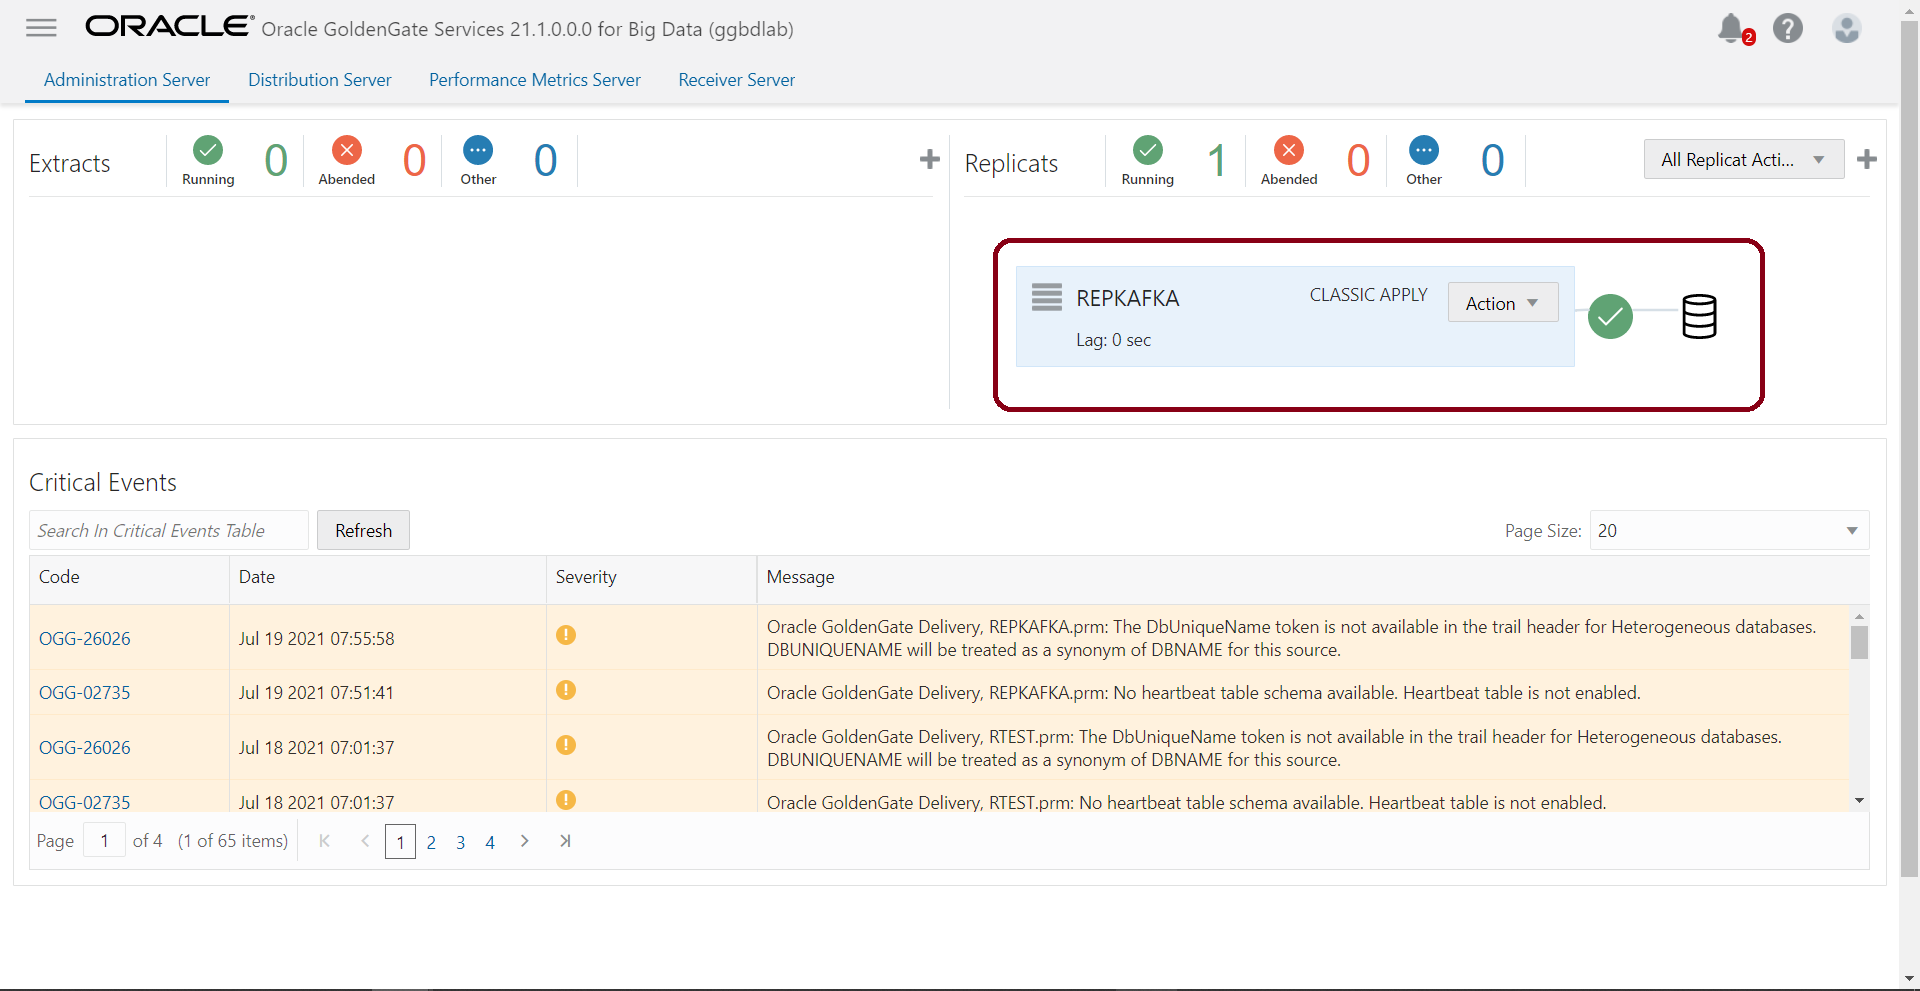 ORACLE® Oracle GoldenGate Services 21.1.0.0.0 for Big Data (ggbdlab)
2
?
Administration Server
Distribution Server
Performance Metrics Server
Receiver Server
Extracts
Running
0
Abended
0
Other
0
Replicats
Running
1
Abended
0
Other
0
All Replicat Acti...
REPKAFKA
CLASSIC APPLY
Action
Lag: 0 sec
Critical Events
Search In Critical Events Table
Refresh
Page Size:
20
Code
Date
Severity
Message
OGG-26026
Jul 19 2021 07:55:58
Oracle GoldenGate Delivery, REPKAFKA.prm: The DbUniqueName token is not available in the trail header for Heterogeneous databases.
DBUNIQUENAME will be treated as a synonym of DBNAME for this source.
OGG-02735
Jul 19 2021 07:51:41
Oracle GoldenGate Delivery, REPKAFKA.prm: No heartbeat table schema available. Heartbeat table is not enabled.
OGG-26026
Jul 18 2021 07:01:37
Oracle GoldenGate Delivery, RTEST.prm: The DbUniqueName token is not available in the trail header for Heterogeneous databases.
DBUNIQUENAME will be treated as a synonym of DBNAME for this source.
OGG-02735
Jul 18 2021 07:01:37
Oracle GoldenGate Delivery, RTEST.prm: No heartbeat table schema available. Heartbeat table is not enabled.
Page 1 of 4 (1 of 65 items) 1 2 3 4